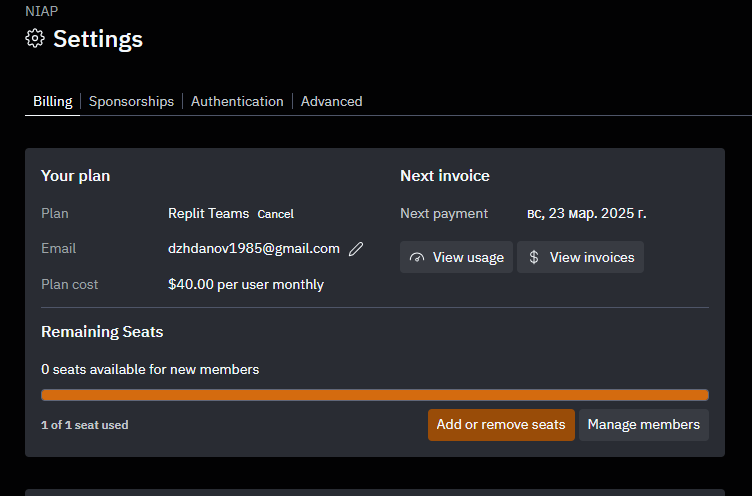 NIAP
Settings
Billing Sponsorships Authentication Advanced
Your plan
Plan Replit Teams Cancel
Email dzhdanov1985@gmail.com
Plan cost $40.00 per user monthly
Next invoice
Next payment вс, 23 мар. 2025 г.
View usage View invoices
Remaining Seats
0 seats available for new members
1 of 1 seat used
Add or remove seats Manage members